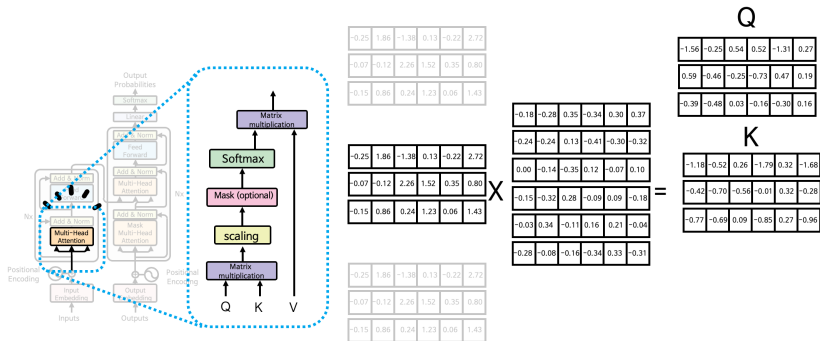 Q
-1.56 -0.25 0.54 0.52 -1.31 0.27
0.59 -0.46 -0.25 -0.73 0.47 0.19
-0.39 -0.48 0.03 -0.16 -0.30 0.16
K
-1.18 -0.52 0.26 -1.79 0.32 -1.68
-0.42 -0.70 -0.56 -0.01 0.32 -0.28
-0.77 -0.69 0.09 -0.85 0.27 -0.96
-0.25 1.86 -1.38 0.13 -0.22 2.72
-0.07 -0.12 2.26 1.52 0.35 0.80
-0.15 0.86 0.24 1.23 0.06 1.43
-0.25 1.86 -1.38 0.13 -0.22 2.72
-0.07 -0.12 2.26 1.52 0.35 0.80
-0.15 0.86 0.24 1.23 0.06 1.43
X
-0.18 -0.28 0.35 -0.34 0.30 0.37
-0.24 -0.24 0.13 -0.41 -0.30 -0.32
0.00 -0.14 -0.35 0.12 -0.07 0.10
-0.15 -0.32 0.28 -0.09 0.09 -0.18
-0.03 0.34 -0.11 0.16 0.21 -0.04
-0.28 -0.08 -0.16 -0.34 0.33 -0.31
=
-0.25 1.86 -1.38 0.13 -0.22 2.72
-0.07 -0.12 2.26 1.52 0.35 0.80
-0.15 0.86 0.24 1.23 0.06 1.43
Matrix
multiplication
Softmax
Mask (optional)
scaling
Matrix
multiplication
Q K V
Output
Probabilities
Softmax
Linear
Add & Norm
Feed
Forward
Add & Norm
Multi-Head
Attention
Nx
Add & Norm
Mask
Multi-Head
Attention
Positional
Encoding
Output
Embedding
Outputs
Add & Norm
Nx
Add & Norm
Multi-Head
Attention
Positional
Encoding
Input
Embedding
Inputs